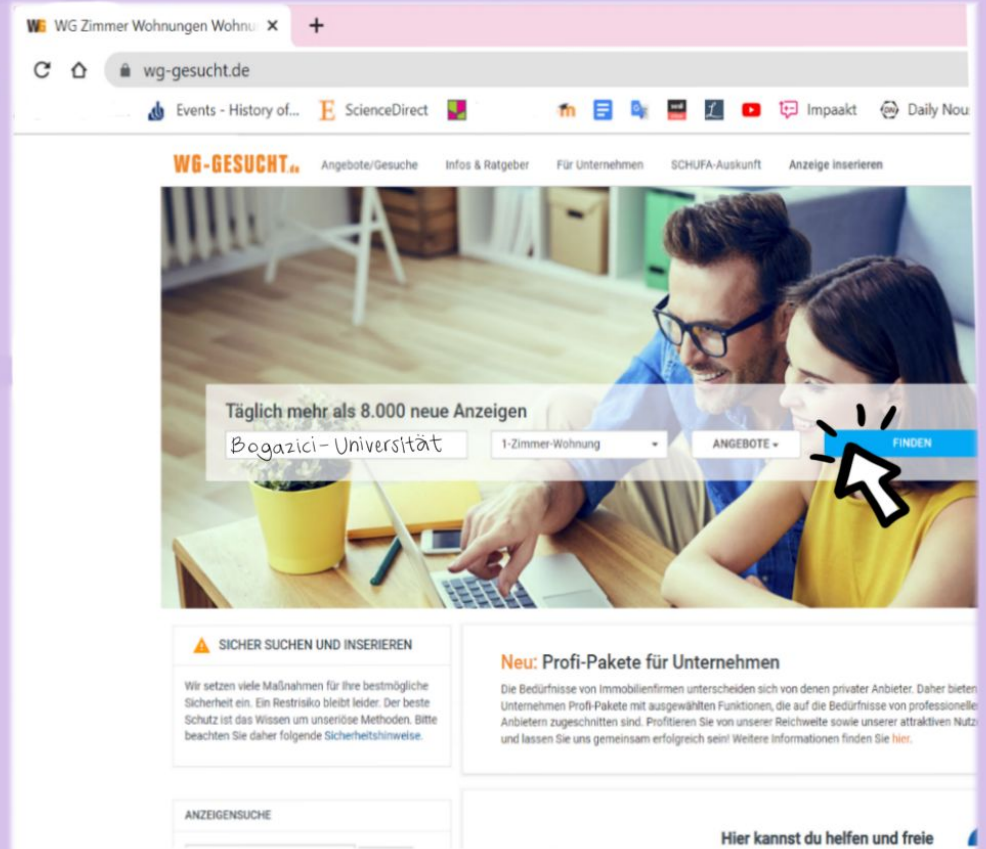 WG Zimmer Wohnungen Wohnu
wg-gesucht.de
Events - History of...
ScienceDirect
Impaakt
Daily Nou
WG-GESUCHT.de
Angebote/Gesuche
Infos & Ratgeber
Für Unternehmen
SCHUFA-Auskunft
Anzeige inserieren
Täglich mehr als 8.000 neue Anzeigen
Bogazici-Universität
1-Zimmer-Wohnung
ANGEBOTE
FINDEN
SICHER SUCHEN UND INSERIEREN
Wir setzen viele Maßnahmen für Ihre bestmögliche
Sicherheit ein. Ein Restrisiko bleibt leider. Der beste
Schutz ist das Wissen um unseriöse Methoden. Bitte
beachten Sie daher folgende Sicherheitshinweise.
Neu: Profi-Pakete für Unternehmen
Die Bedürfnisse von Immobilienfirmen unterscheiden sich von denen privater Anbieter. Daher bieten
Unternehmen Profi-Pakete mit ausgewählten Funktionen, die auf die Bedürfnisse von professionelle
Anbietern zugeschnitten sind. Profitieren Sie von unserer Reichweite sowie unserer attraktiven Nutz
und lassen Sie uns gemeinsam erfolgreich sein! Weitere Informationen finden Sie hier.
ANZEIGENSUCHE
Hier kannst du helfen und freie